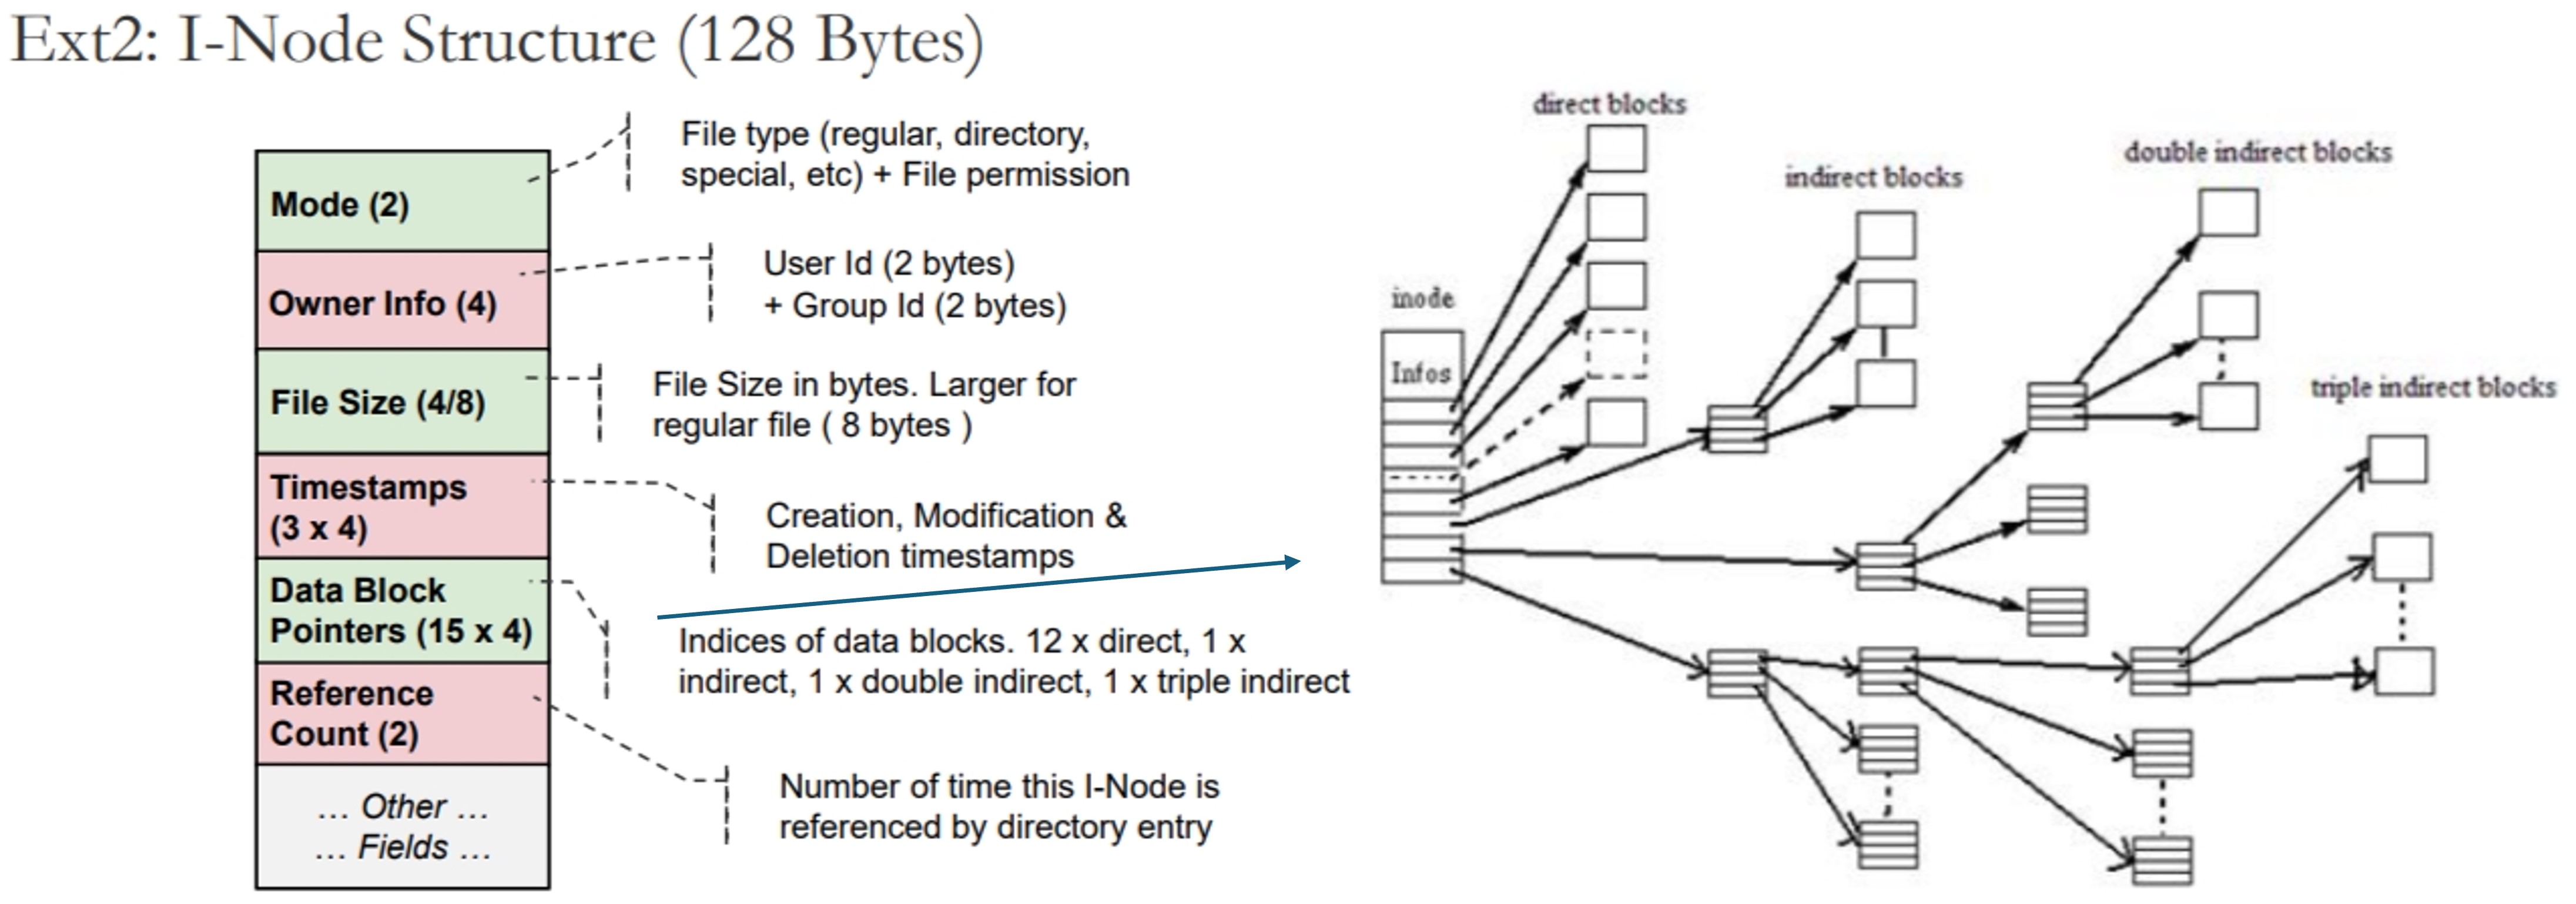 Ext2: I-Node Structure (128 Bytes)
Mode (2)
Owner Info (4)
File Size (4/8)
Timestamps
(3 x 4)
Data Block
Pointers (15 x 4)
Reference
Count (2)
... Other ...
... Fields ...
File type (regular, directory,
special, etc) + File permission
User Id (2 bytes)
+ Group Id (2 bytes)
File Size in bytes. Larger for
regular file ( 8 bytes )
Creation, Modification &
Deletion timestamps
Indices of data blocks. 12 x direct, 1 x
indirect, 1 x double indirect, 1 x triple indirect
Number of time this I-Node is
referenced by directory entry
inode
Infos
direct blocks
indirect blocks
double indirect blocks
triple indirect blocks